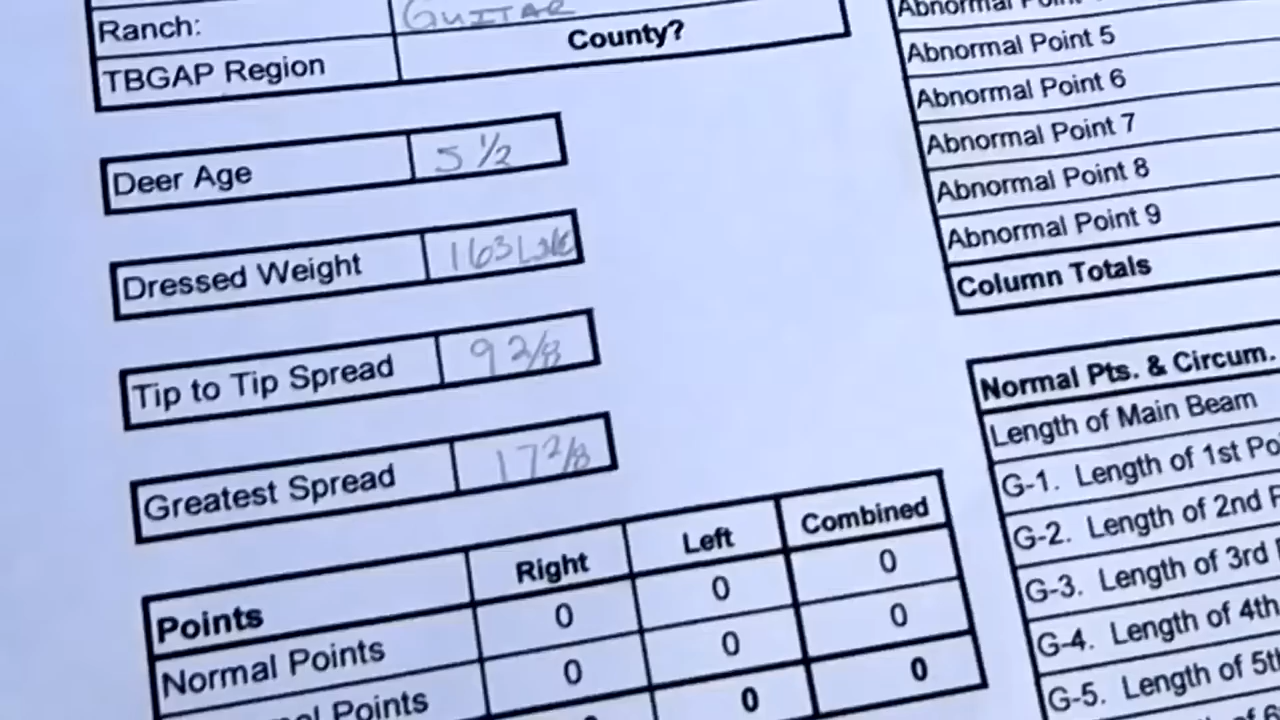 Ranch: GUITAR
TBGAP Region County?
Deer Age 5 1/2
Dressed Weight 163 Lbs
Tip to Tip Spread 9 2/8
Greatest Spread 17 2/8
Points Right Left Combined
Normal Points 0 0 0
Points 0 0 0
0 0
Abnormal Point
Abnormal Point 5
Abnormal Point 6
Abnormal Point 7
Abnormal Point 8
Abnormal Point 9
Column Totals
Normal Pts. & Circum.
Length of Main Beam
G-1. Length of 1st Po
G-2. Length of 2nd P
G-3. Length of 3rd
G-4. Length of 4th
G-5. Length of 5th